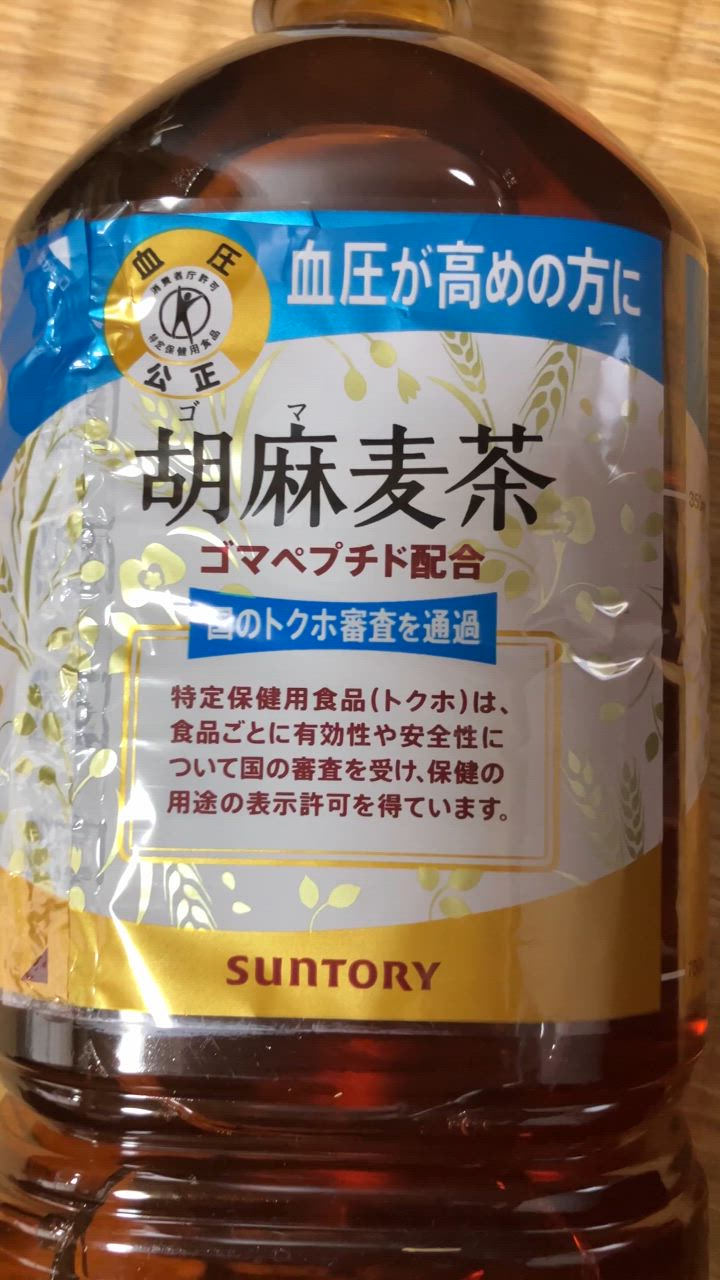 血圧
消費者庁許可
特定保健用食品
公正
血圧が高めの方に
ゴマ
胡麻麦茶
ゴマペプチド配合
国のトクホ審査を通過
特定保健用食品(トクホ)は、
食品ごとに有効性や安全性に
ついて国の審査を受け、保健の
用途の表示許可を得ています。
SUNTORY